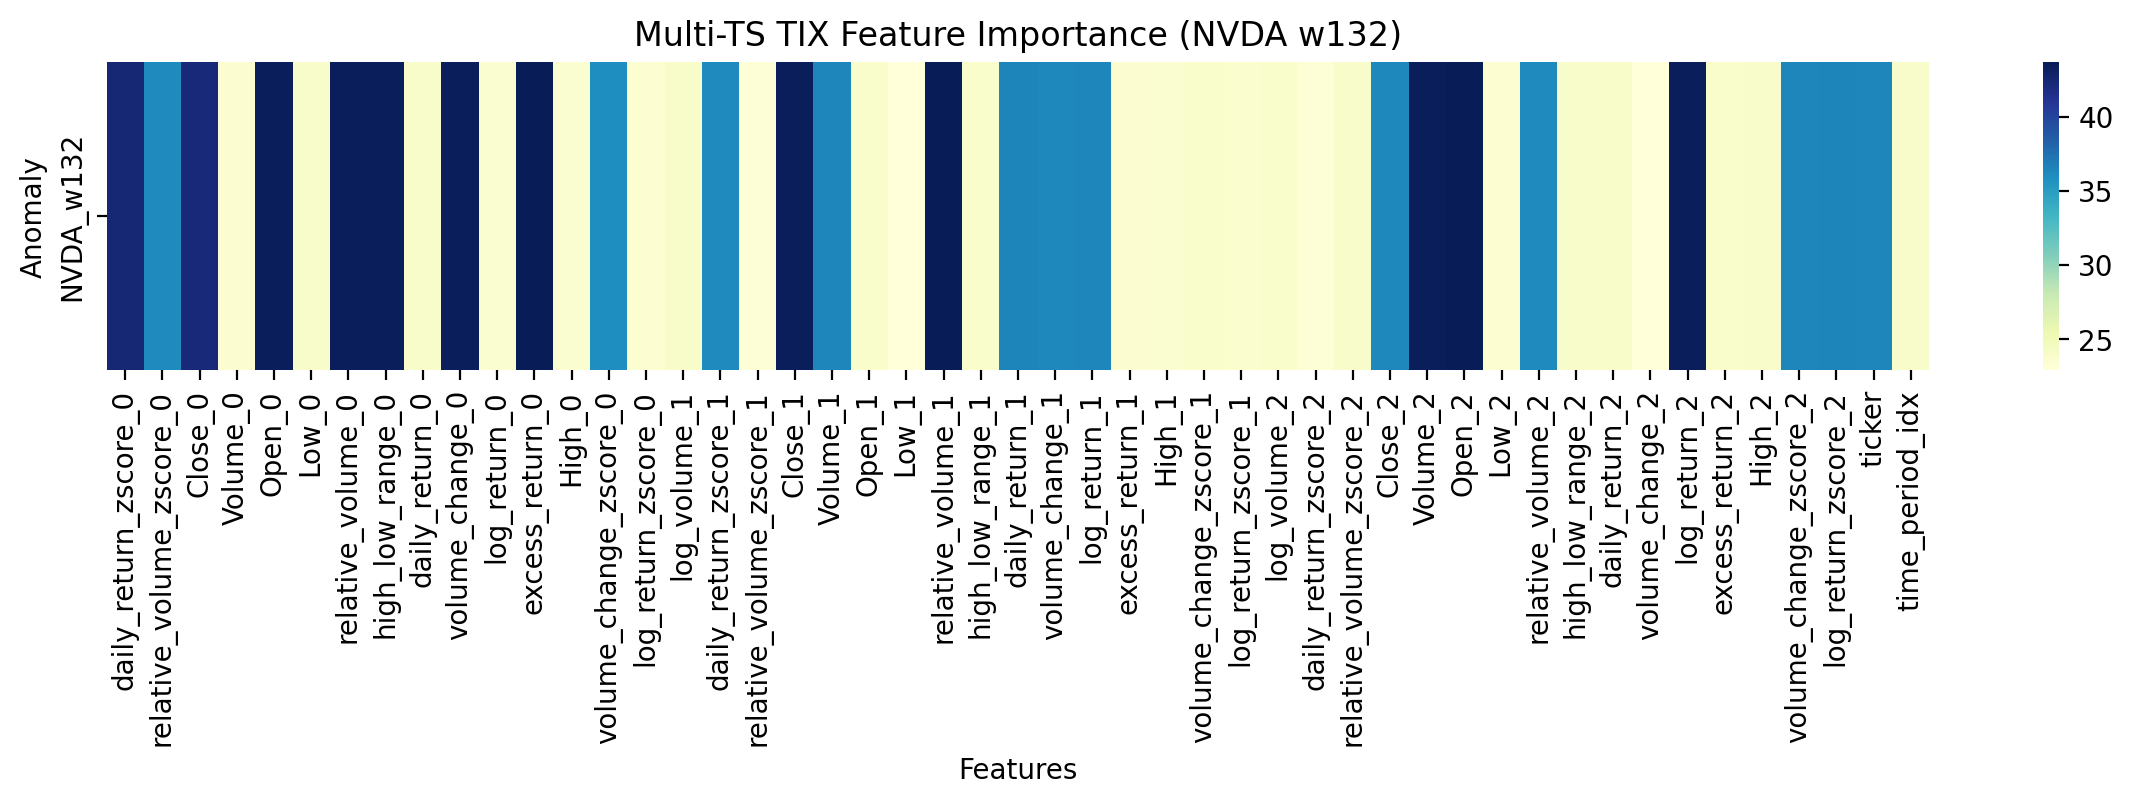 Multi-TS TIX Feature Importance (NVDA w132)
Anomaly
NVDA_w132
40
35
30
25
daily_return_zscore_0
relative_volume_zscore_0
Close_0
Volume_0
Open_0
Low_0
relative_volume_0
high_low_range_0
daily_return_0
volume_change_0
log_return_0
excess_return_0
High_0
volume_change_zscore_0
log_return_zscore_0
log_volume_1
daily_return_zscore_1
relative_volume_zscore_1
Close_1
Volume_1
Open_1
Low_1
relative_volume_1
high_low_range_1
daily_return_1
volume_change_1
log_return_1
excess_return_1
High_1
volume_change_zscore_1
log_return_zscore_1
log_volume_2
daily_return_zscore_2
relative_volume_zscore_2
Close_2
Volume_2
Open_2
Low_2
relative_volume_2
high_low_range_2
daily_return_2
volume_change_2
log_return_2
excess_return_2
High_2
volume_change_zscore_2
log_return_zscore_2
ticker
time_period_idx
Features